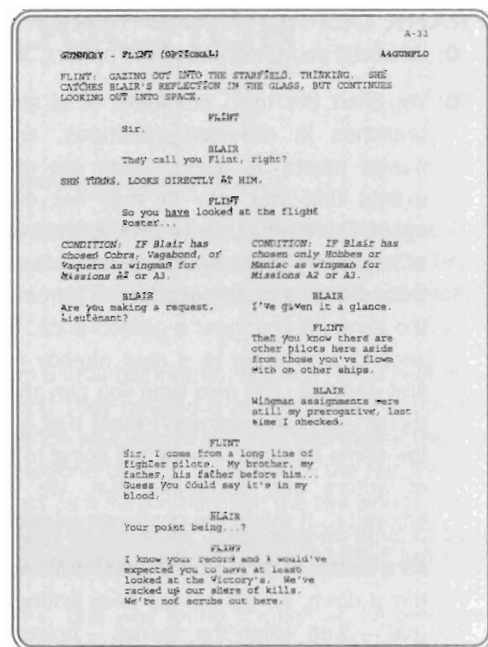 A-33
GUNNERY - FLINT (OPTIONAL)
A4GUNFLO
FLINT: GAZING OUT INTO THE STARFIELD, THINKING. SHE
CATCHES BLAIR'S REFLECTION IN THE GLASS, BUT CONTINUES
LOOKING OUT INTO SPACE.
FLINT
Sir.
BLAIR
They call you Flint, right?
SHE TURNS, LOOKS DIRECTLY AT HIM.
FLINT
So you have looked at the flight
roster...
CONDITION: IF Blair has
chosen Cobra, Vagabond, or
Vaquero as wingman for
Missions A2 or A3.
BLAIR
Are you making a request,
Lieutenant?
CONDITION: IF Blair has
chosen only Hobbes or
Maniac as wingman for
Missions A2 or A3.
BLAIR
I've given it a glance.
FLINT
Then you know there are
other pilots here aside
from those you've flown
with on other ships.
BLAIR
Wingman assignments were
still my prerogative, last
time I checked.
FLINT
Sir, I come from a long line of
fighter pilots. My brother, my
father, his father before him...
Guess you could say it's in my
blood.
BLAIR
Your point being...?
FLINT
I know your record and I would've
expected you to have at least
looked at the Victory's. We've
racked up our share of kills.
We're not scrubs out here.